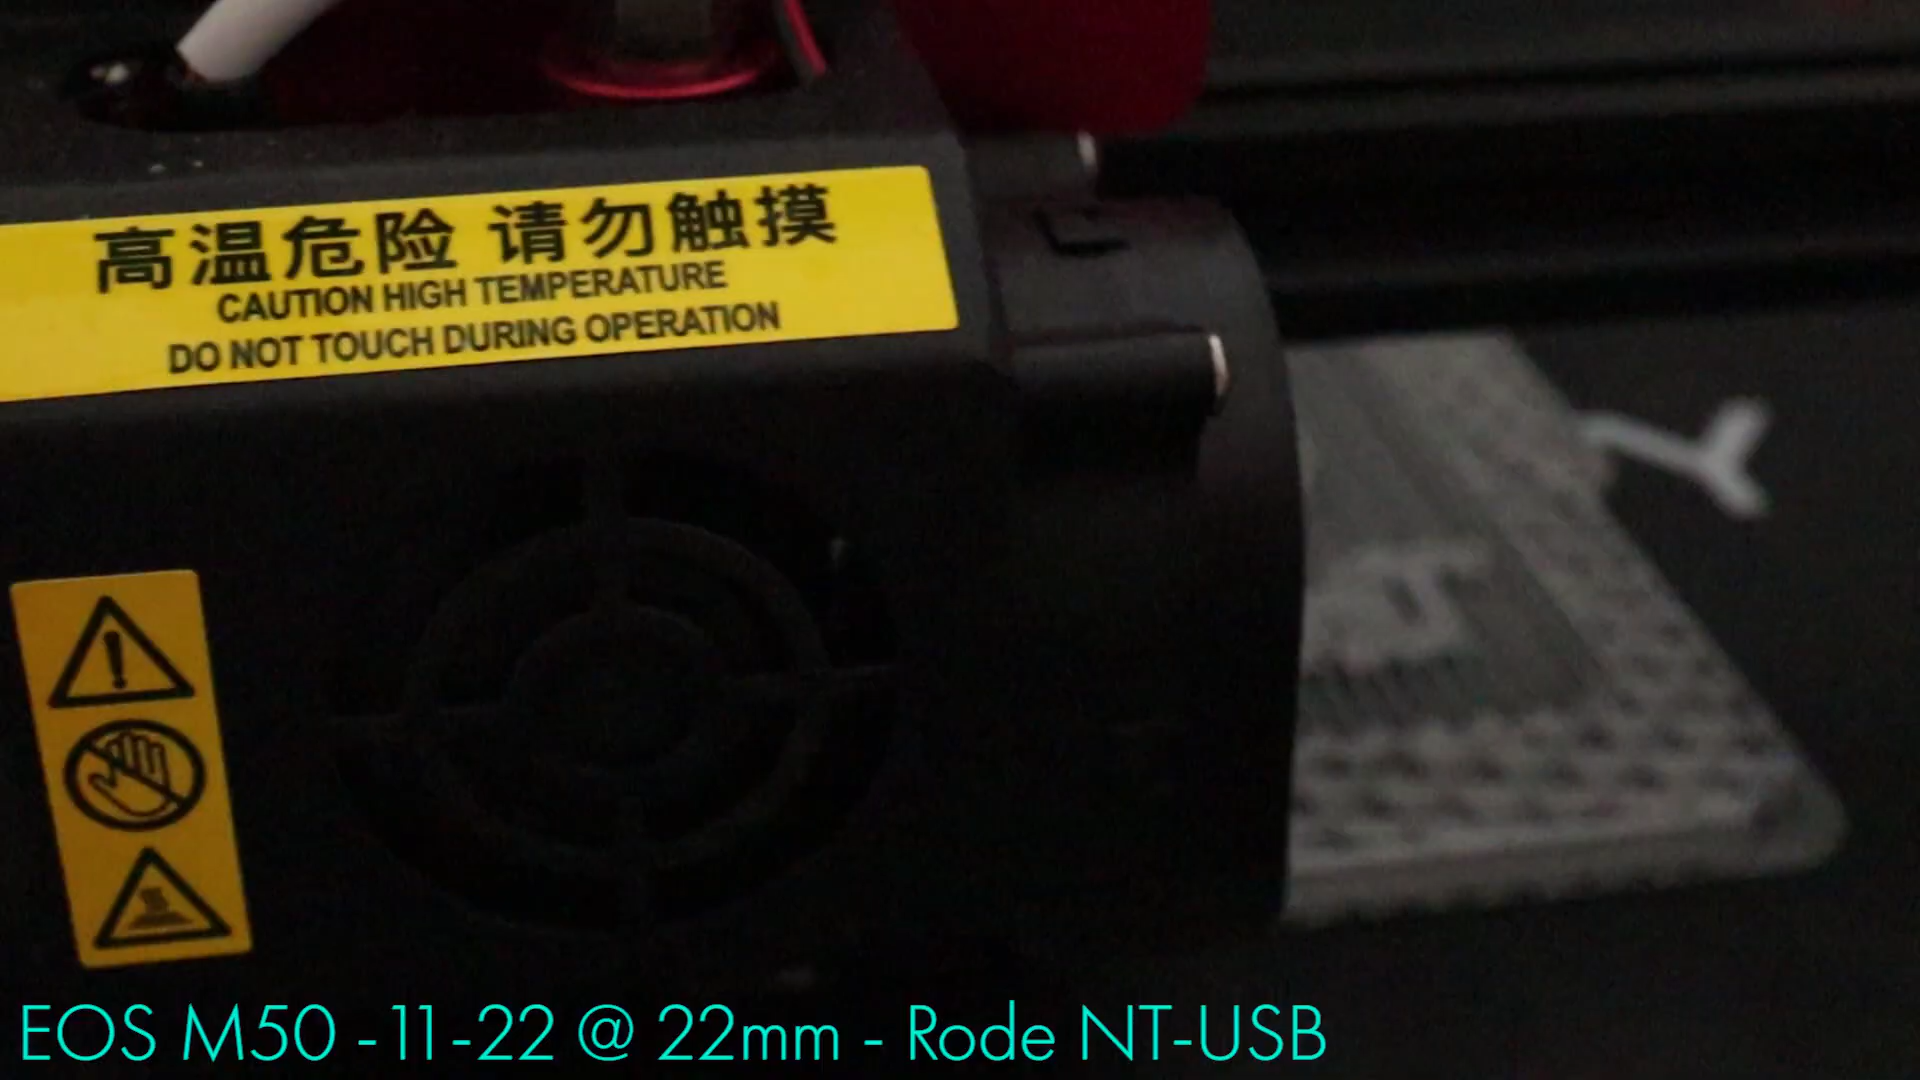 高温危险 请勿触摸
CAUTION HIGH TEMPERATURE
DO NOT TOUCH DURING OPERATION
EOS M50 -11-22 @ 22mm - Rode NT-USB